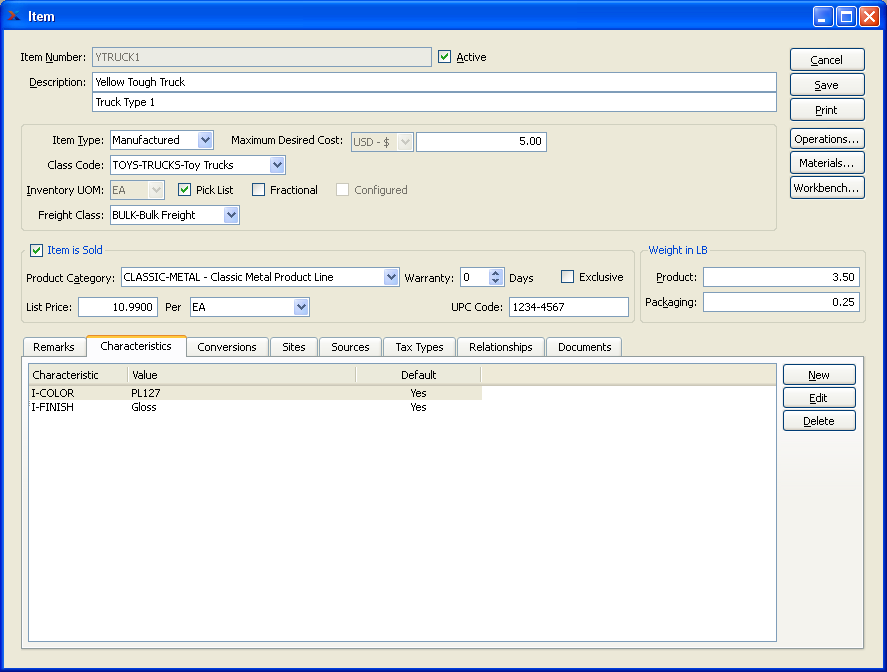 Item
Item Number: YTRUCK1 Active
Description: Yellow Tough Truck
Truck Type 1
Cancel
Save
Print
Operations...
Materials...
Workbench...
Item Type: Manufactured Maximum Desired Cost: USD - $ 5.00
Class Code: TOYS-TRUCKS-Toy Trucks
Inventory UOM: EA Pick List Fractional Configured
Freight Class: BULK-Bulk Freight
Item is Sold
Product Category: CLASSIC-METAL - Classic Metal Product Line Warranty: 0 Days Exclusive
List Price: 10.9900 Per EA UPC Code: 1234-4567
Weight in LB
Product: 3.50
Packaging: 0.25
Remarks Characteristics Conversions Sites Sources Tax Types Relationships Documents
Characteristic Value Default
I-COLOR PL127 Yes
I-FINISH Gloss Yes
New
Edit
Delete